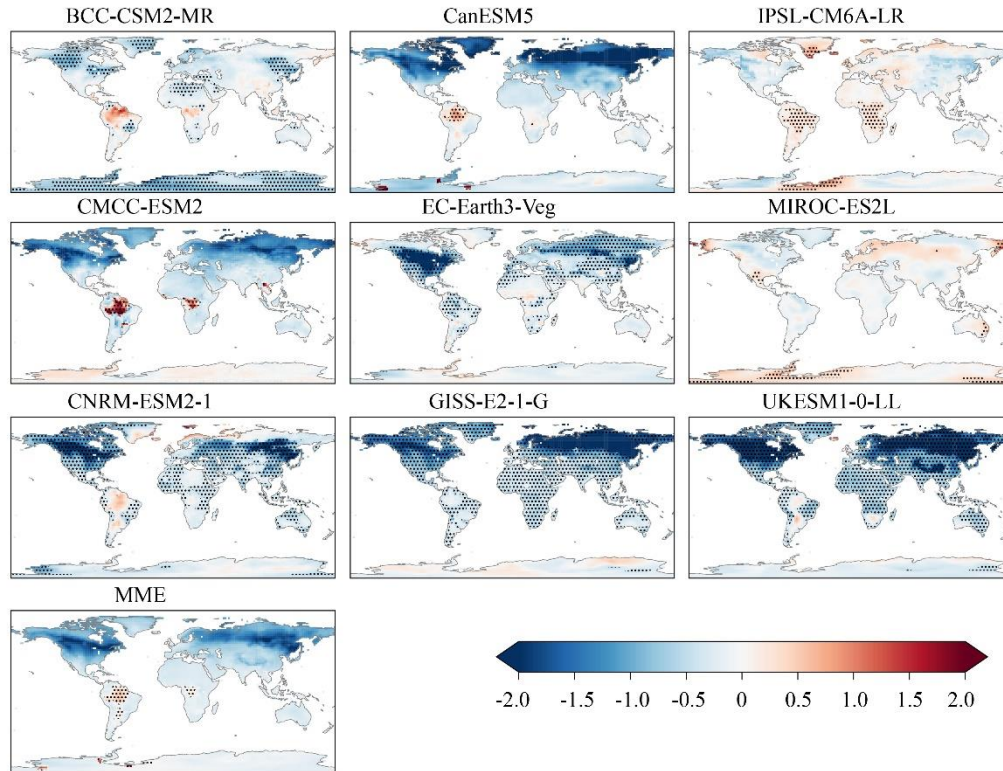 BCC-CSM2-MR CanESM5 IPSL-CM6A-LR
CMCC-ESM2 EC-Earth3-Veg MIROC-ES2L
CNRM-ESM2-1 GISS-E2-1-G UKESM1-0-LL
MME
-2.0 -1.5 -1.0 -0.5 0 0.5 1.0 1.5 2.0